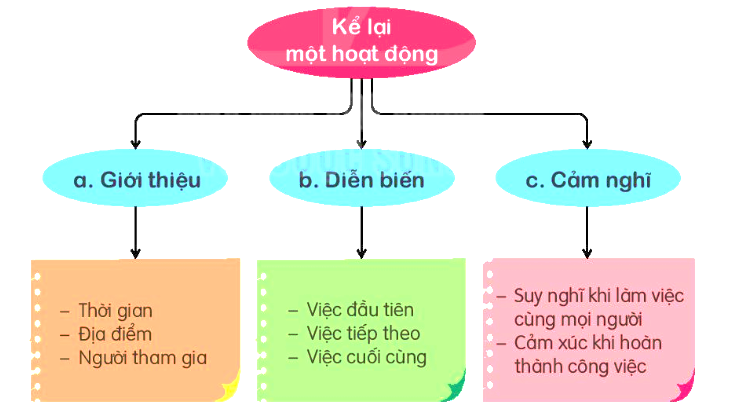 Kể lại
một hoạt động
a. Giới thiệu
b. Diễn biến
c. Cảm nghĩ
– Thời gian
– Địa điểm
– Người tham gia
– Việc đầu tiên
– Việc tiếp theo
– Việc cuối cùng
– Suy nghĩ khi làm việc
cùng mọi người
– Cảm xúc khi hoàn
thành công việc